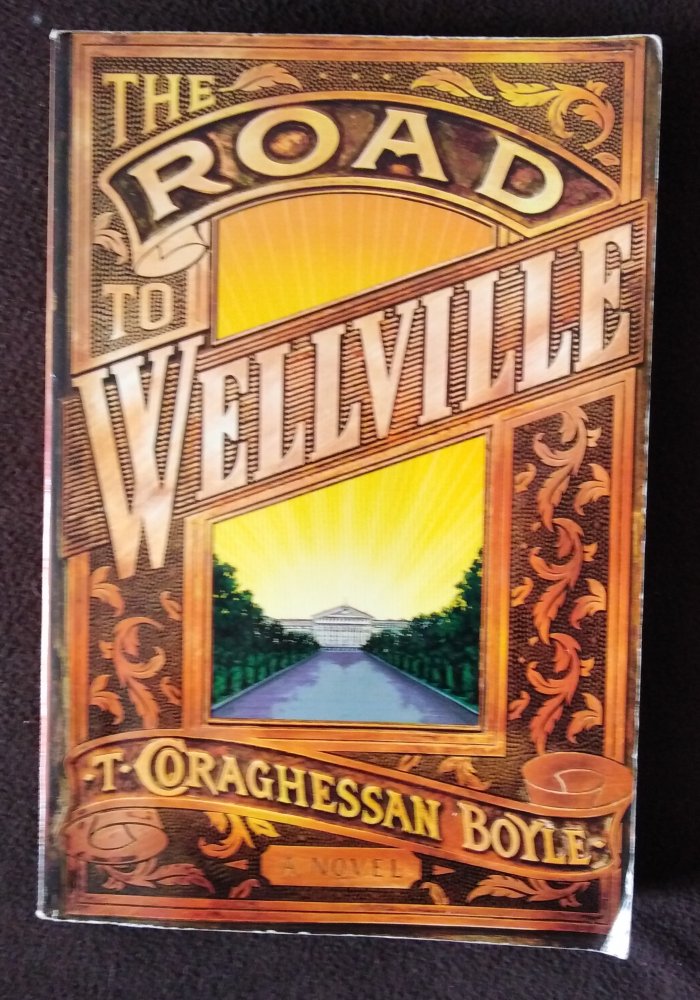 THE
ROAD
TO
WELLVILLE
·T· CORAGHESSAN BOYLE·
A NOVEL